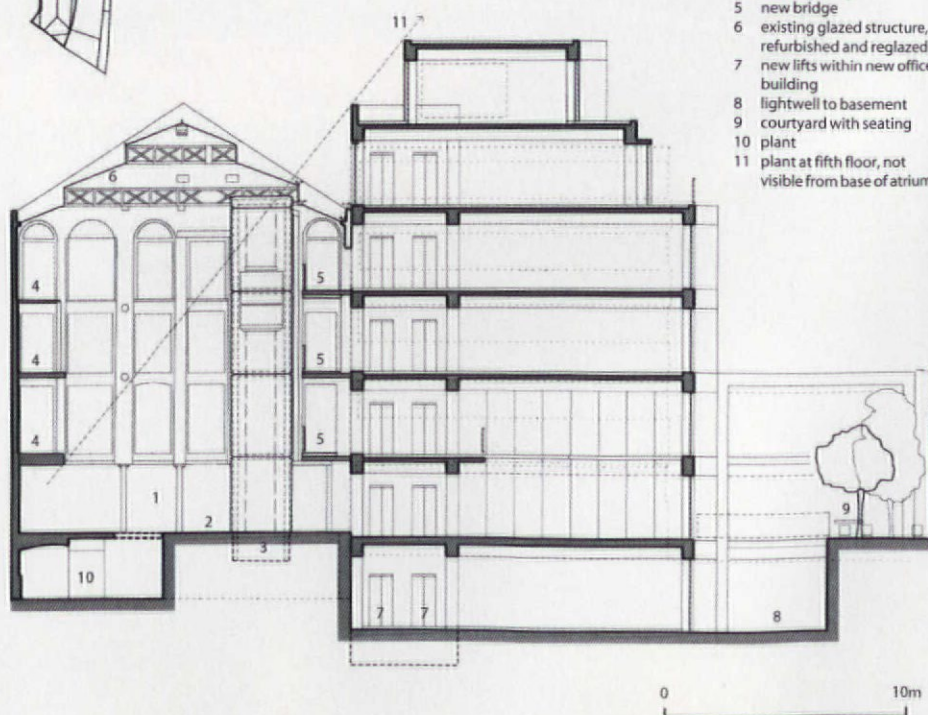 5 new bridge
6 existing glazed structure,
refurbished and reglazed
7 new lifts within new office
building
8 lightwell to basement
9 courtyard with seating
10 plant
11 plant at fifth floor, not
visible from base of atrium
11
6
4
5
4
5
4
5
1
2
9
3
10
7
7
8
0
10m